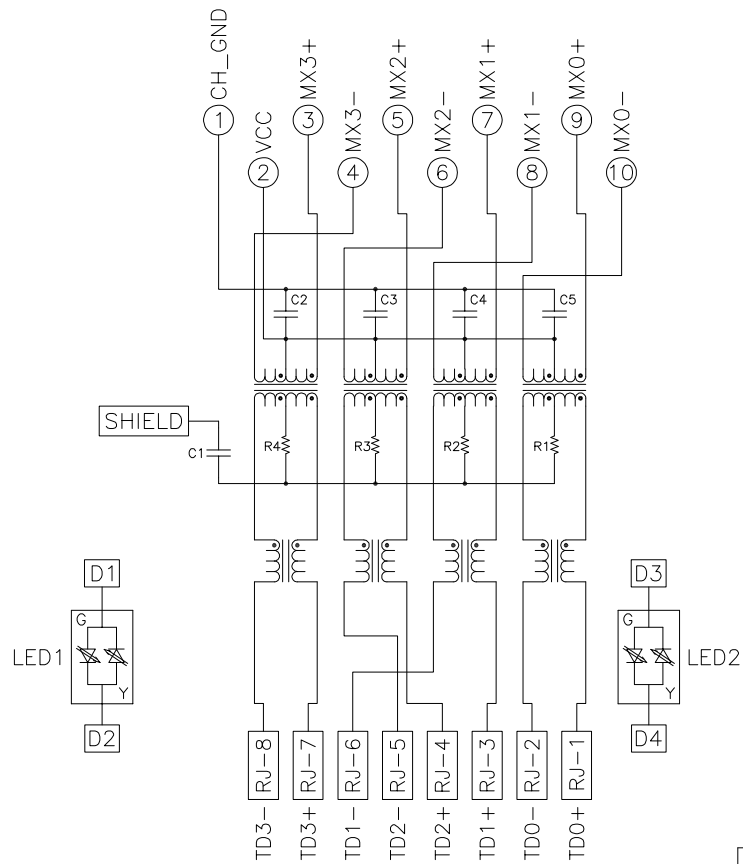 CH_GND
MX3+
MX2+
MX1+
MX0+
1
3
5
7
9
VCC
MX3-
MX2-
MX1-
MX0-
2
4
6
8
10
C2
C3
C4
C5
SHIELD
C1
R4
R3
R2
R1
D1
D3
G
G
LED1
LED2
Y
Y
D2
D4
RJ-8
RJ-7
RJ-6
RJ-5
RJ-4
RJ-3
RJ-2
RJ-1
TD3-
TD3+
TD1-
TD2-
TD2+
TD1+
TD0-
TD0+